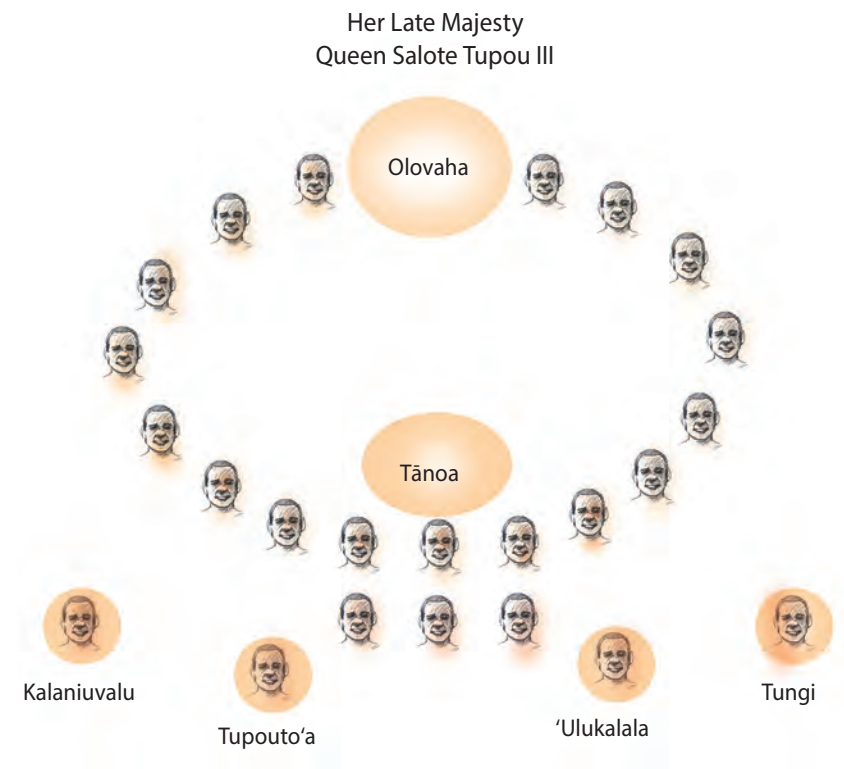 Her Late Majesty
Queen Salote Tupou III
Olovaha
Tānoa
Kalaniuvalu
Tupouto‘a
‘Ulukalala
Tungi